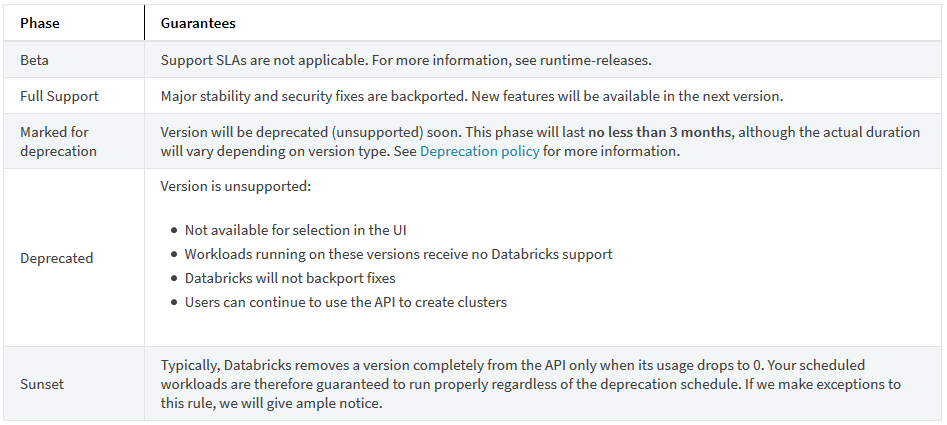 Phase Guarantees
Beta Support SLAs are not applicable. For more information, see runtime-releases.
Full Support Major stability and security fixes are backported. New features will be available in the next version.
Marked for deprecation Version will be deprecated (unsupported) soon. This phase will last no less than 3 months, although the actual duration
will vary depending on version type. See Deprecation policy for more information.
Deprecated
Version is unsupported:
• Not available for selection in the UI
• Workloads running on these versions receive no Databricks support
• Databricks will not backport fixes
• Users can continue to use the API to create clusters
Sunset
Typically, Databricks removes a version completely from the API only when its usage drops to 0. Your scheduled
workloads are therefore guaranteed to run properly regardless of the deprecation schedule. If we make exceptions to
this rule, we will give ample notice.